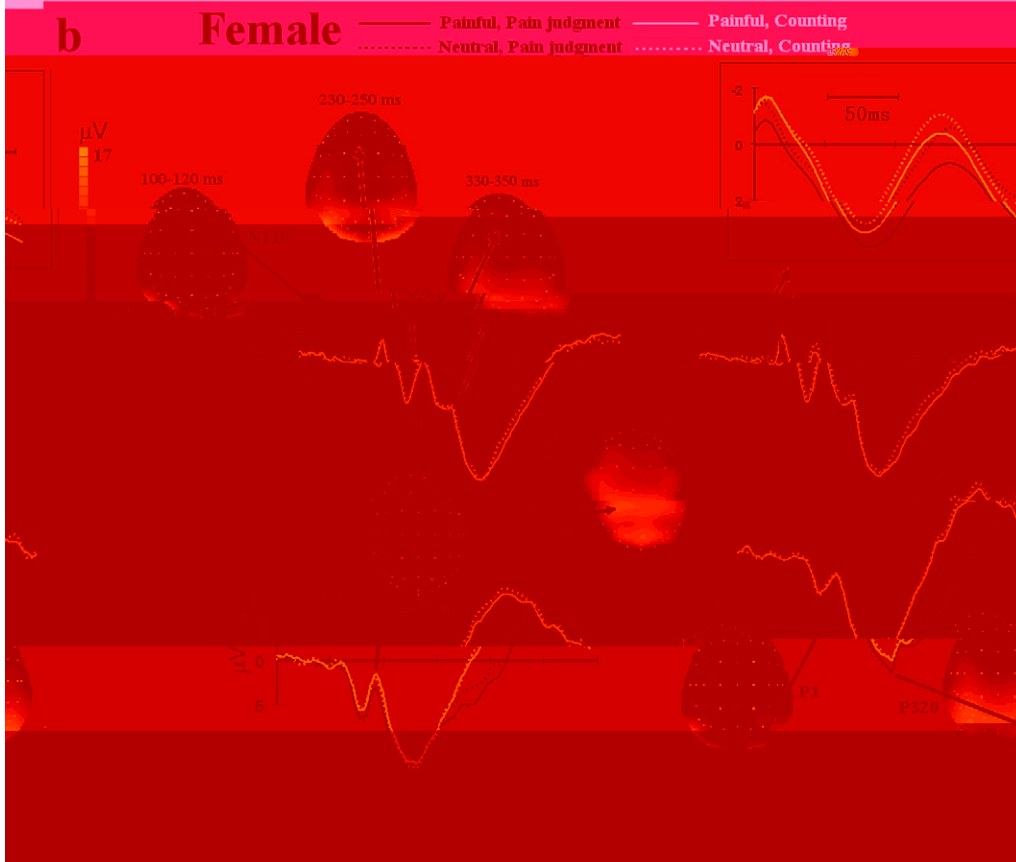 b Female Painful, Pain judgment Painful, Counting
Neutral, Pain judgment Neutral, Counting
230-250 ms
-2
50ms
μV
17
0
100-120 ms
330-350 ms
2
μV
0
5
P1
P320